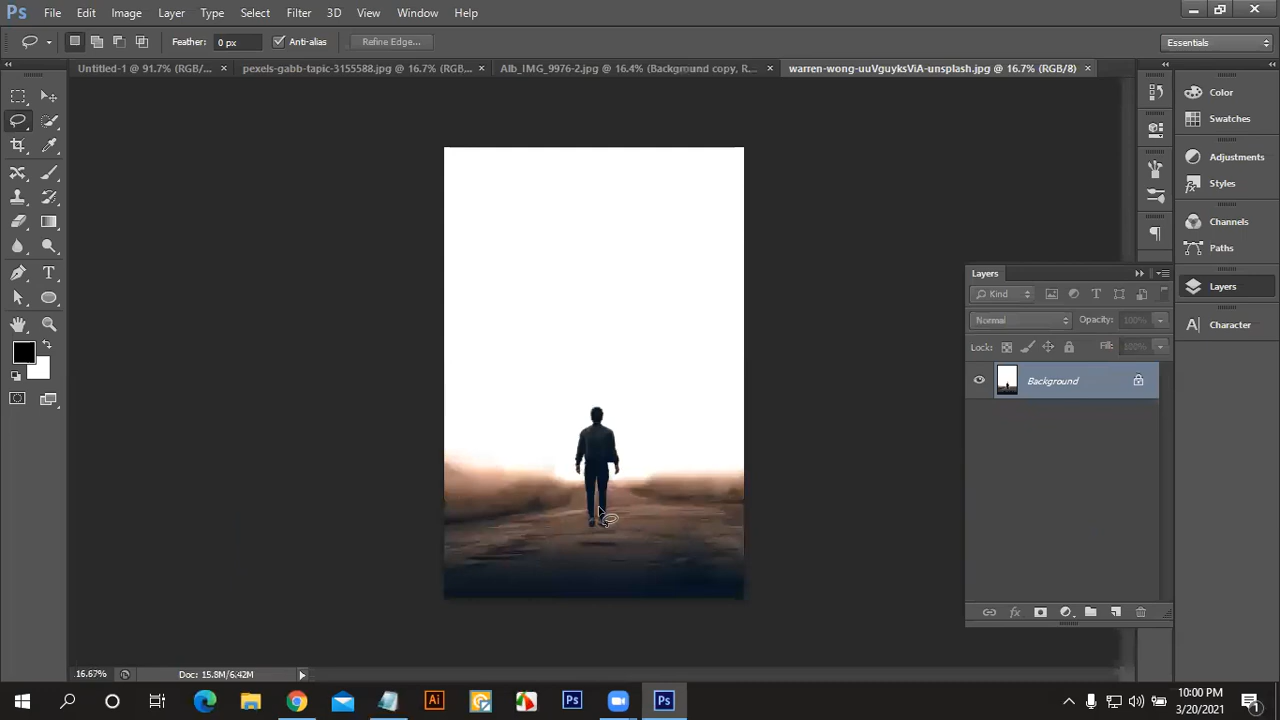 Ps File Edit Image Layer Type Select Filter 3D View Window Help
Feather: 0 px Anti-alias Refine Edge... Essentials
Untitled-1 @ 91.7% (RGB/... × pexels-gabb-tapic-3155588.jpg @ 16.7% (RGB,... × Alb_IMG_9976-2.jpg @ 16.4% (Background copy, R... × warren-wong-uuVguyksViA-unsplash.jpg @ 16.7% (RGB/8) ×
Color
Swatches
Adjustments
Styles
Channels
Paths
Layers
Character
Layers
Kind
Normal Opacity: 100%
Lock: Fill: 100%
Background
16.67% Doc: 15.8M/6.42M
Ai Ps Ps
10:00 PM
3/20/2021
1